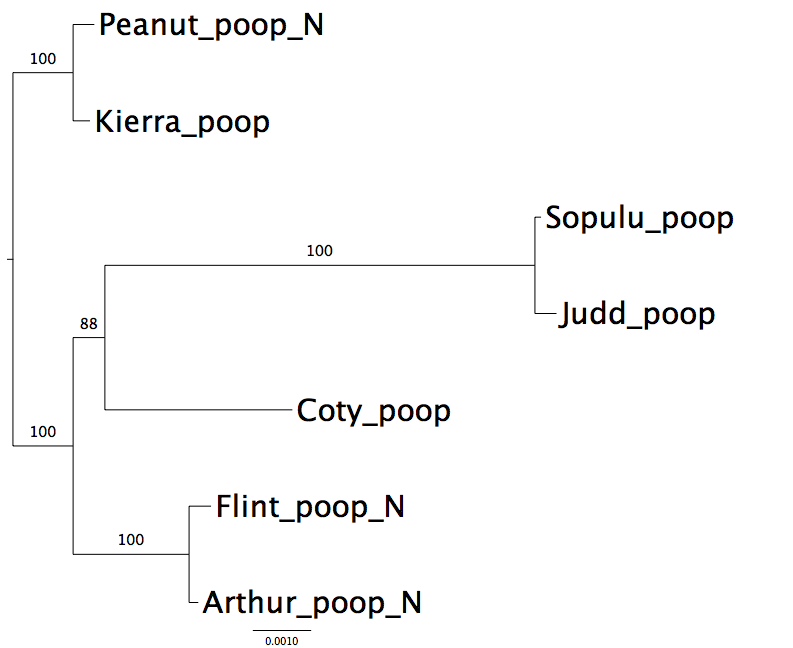 Peanut_poop_N
100
Kierra_poop
Sopulu_poop
100
Judd_poop
88
Coty_poop
100
Flint_poop_N
100
Arthur_poop_N
0.0010